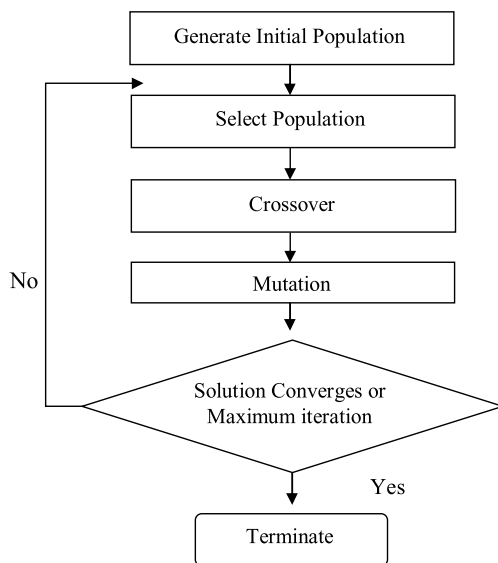 Generate Initial Population
Select Population
Crossover
Mutation
No
Solution Converges or
Maximum iteration
Yes
Terminate